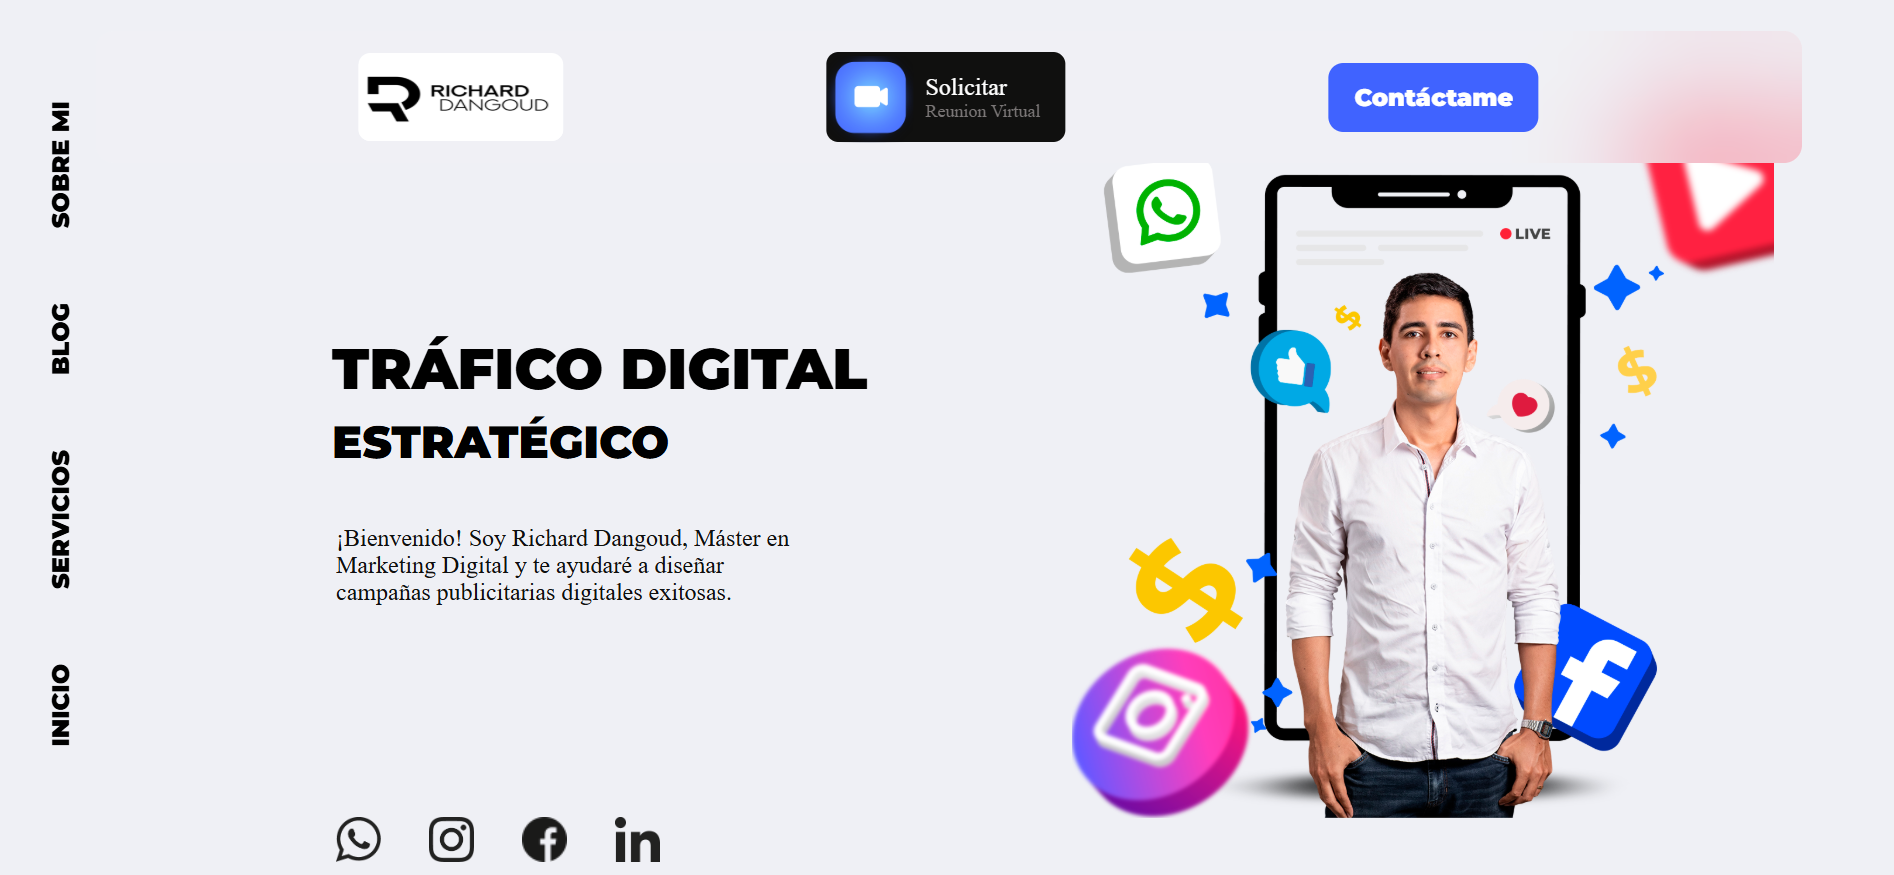 RICHARD
DANGOUD
Solicitar
Reunion Virtual
Contáctame
SOBRE MI
BLOG
SERVICIOS
INICIO
LIVE
TRÁFICO DIGITAL
ESTRATÉGICO
¡Bienvenido! Soy Richard Dangoud, Máster en
Marketing Digital y te ayudaré a diseñar
campañas publicitarias digitales exitosas.